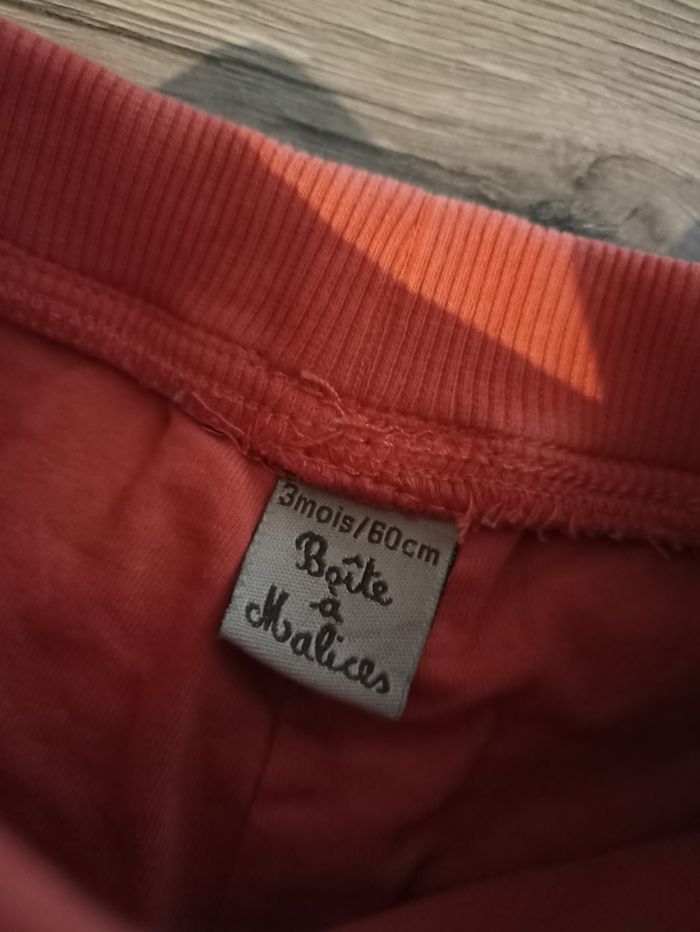 3mois/60cm
Boîte
à
Malices